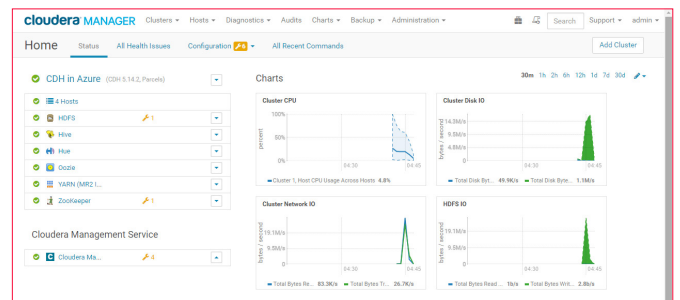 cloudera MANAGER Clusters Hosts Diagnostics Audits Charts Backup Administration Search Support admin
Home Status All Health Issues Configuration 6 All Recent Commands Add Cluster
CDH in Azure (CDH 5.14.2, Parcels)
4 Hosts
HDFS 1
Hive
Hue
Oozie
YARN (MR2 I...
ZooKeeper 1
Cloudera Management Service
Cloudera Ma... 4
Charts 30m 1h 2h 6h 12h 1d 7d 30d
Cluster CPU
percent
100%
50%
0%
04:30 04:45
Cluster 1, Host CPU Usage Across Hosts 4.8%
Cluster Disk IO
bytes / second
14.3M/s
9.5M/s
4.8M/s
0
04:30 04:45
Total Disk Byt... 49.9K/s Total Disk Byte... 1.1M/s
Cluster Network IO
bytes / second
19.1M/s
9.5M/s
0
04:30 04:45
Total Bytes Re... 83.3K/s Total Bytes Tr... 26.7K/s
HDFS IO
bytes / second
19.1M/s
9.5M/s
0
04:30 04:45
Total Bytes Read ... 1b/s Total Bytes Writ... 2.8b/s